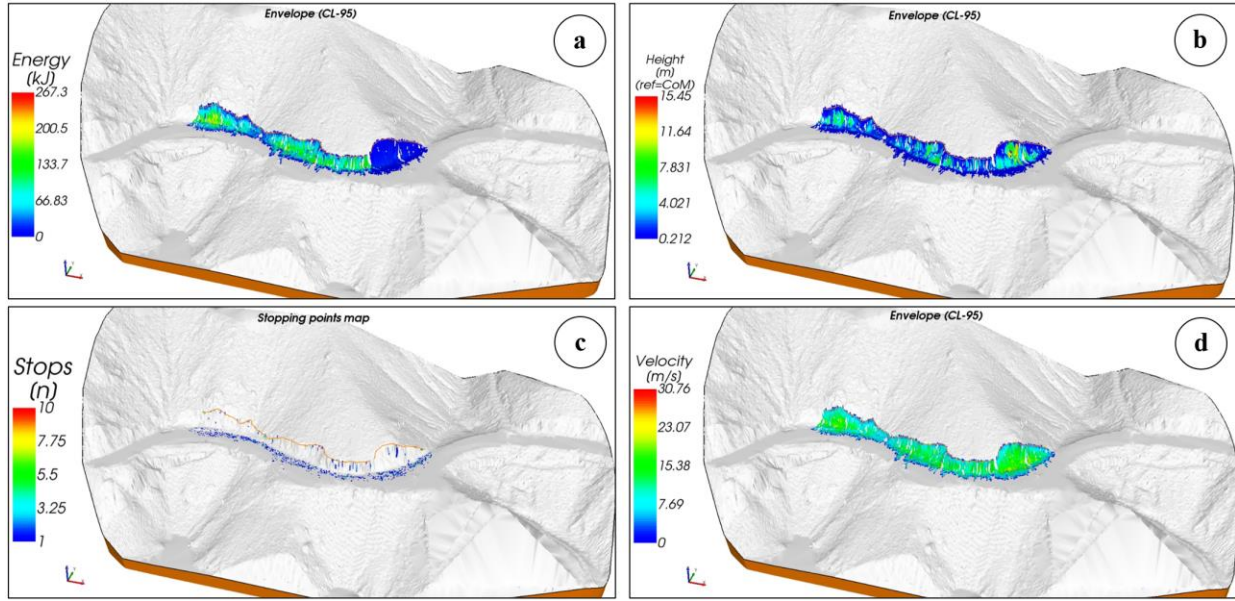 Envelope (CL-95)
a
Energy
(kJ)
267.3
200.5
133.7
66.83
0
Envelope (CL-95)
b
Height
(m)
(ref=CoM)
15.45
11.64
7.831
4.021
0.212
Stopping points map
c
Stops
(n)
10
7.75
5.5
3.25
1
Envelope (CL-95)
d
Velocity
(m/s)
30.76
23.07
15.38
7.69
0